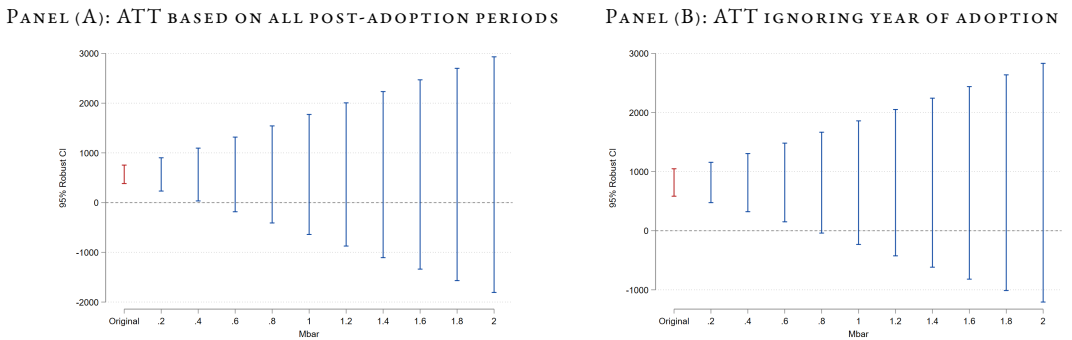 Panel (A): ATT based on all post-adoption periods
3000
2000
1000
0
-1000
-2000
95% Robust CI
Original .2 .4 .6 .8 1 1.2 1.4 1.6 1.8 2
Mbar
Panel (B): ATT ignoring year of adoption
3000
2000
1000
0
-1000
95% Robust CI
Original .2 .4 .6 .8 1 1.2 1.4 1.6 1.8 2
Mbar